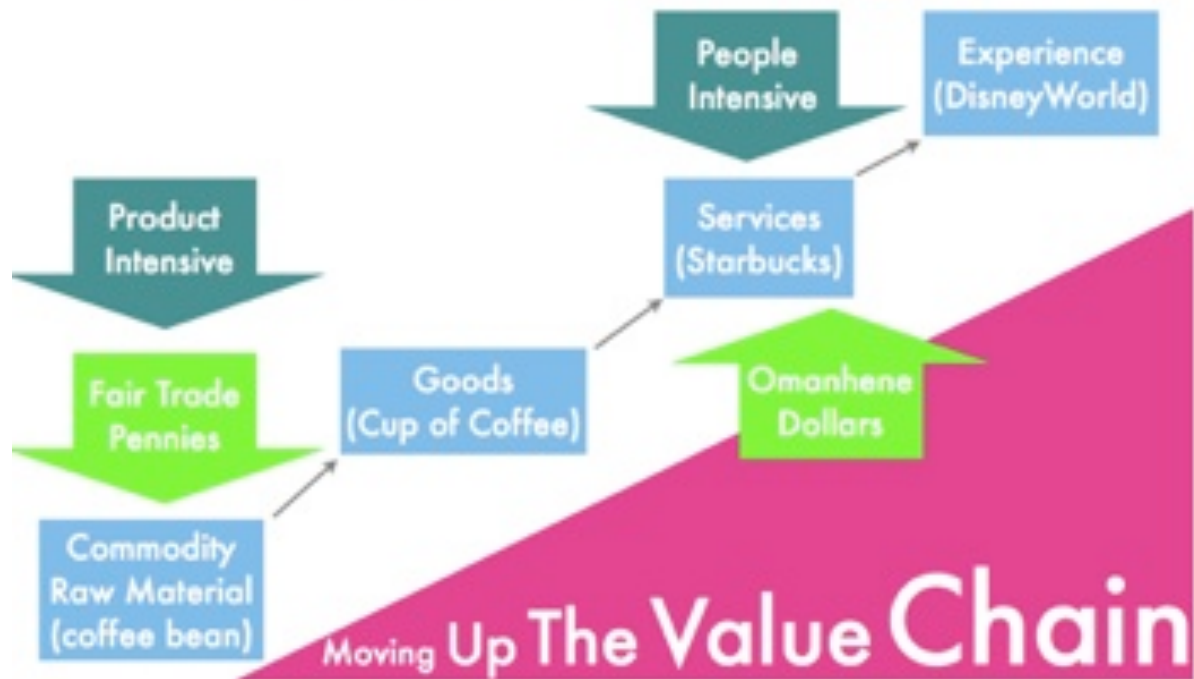 People
Intensive
Experience
(DisneyWorld)
Product
Intensive
Services
(Starbucks)
Fair Trade
Pennies
Goods
(Cup of Coffee)
Omanhene
Dollars
Commodity
Raw Material
(coffee bean)
Moving Up The Value Chain